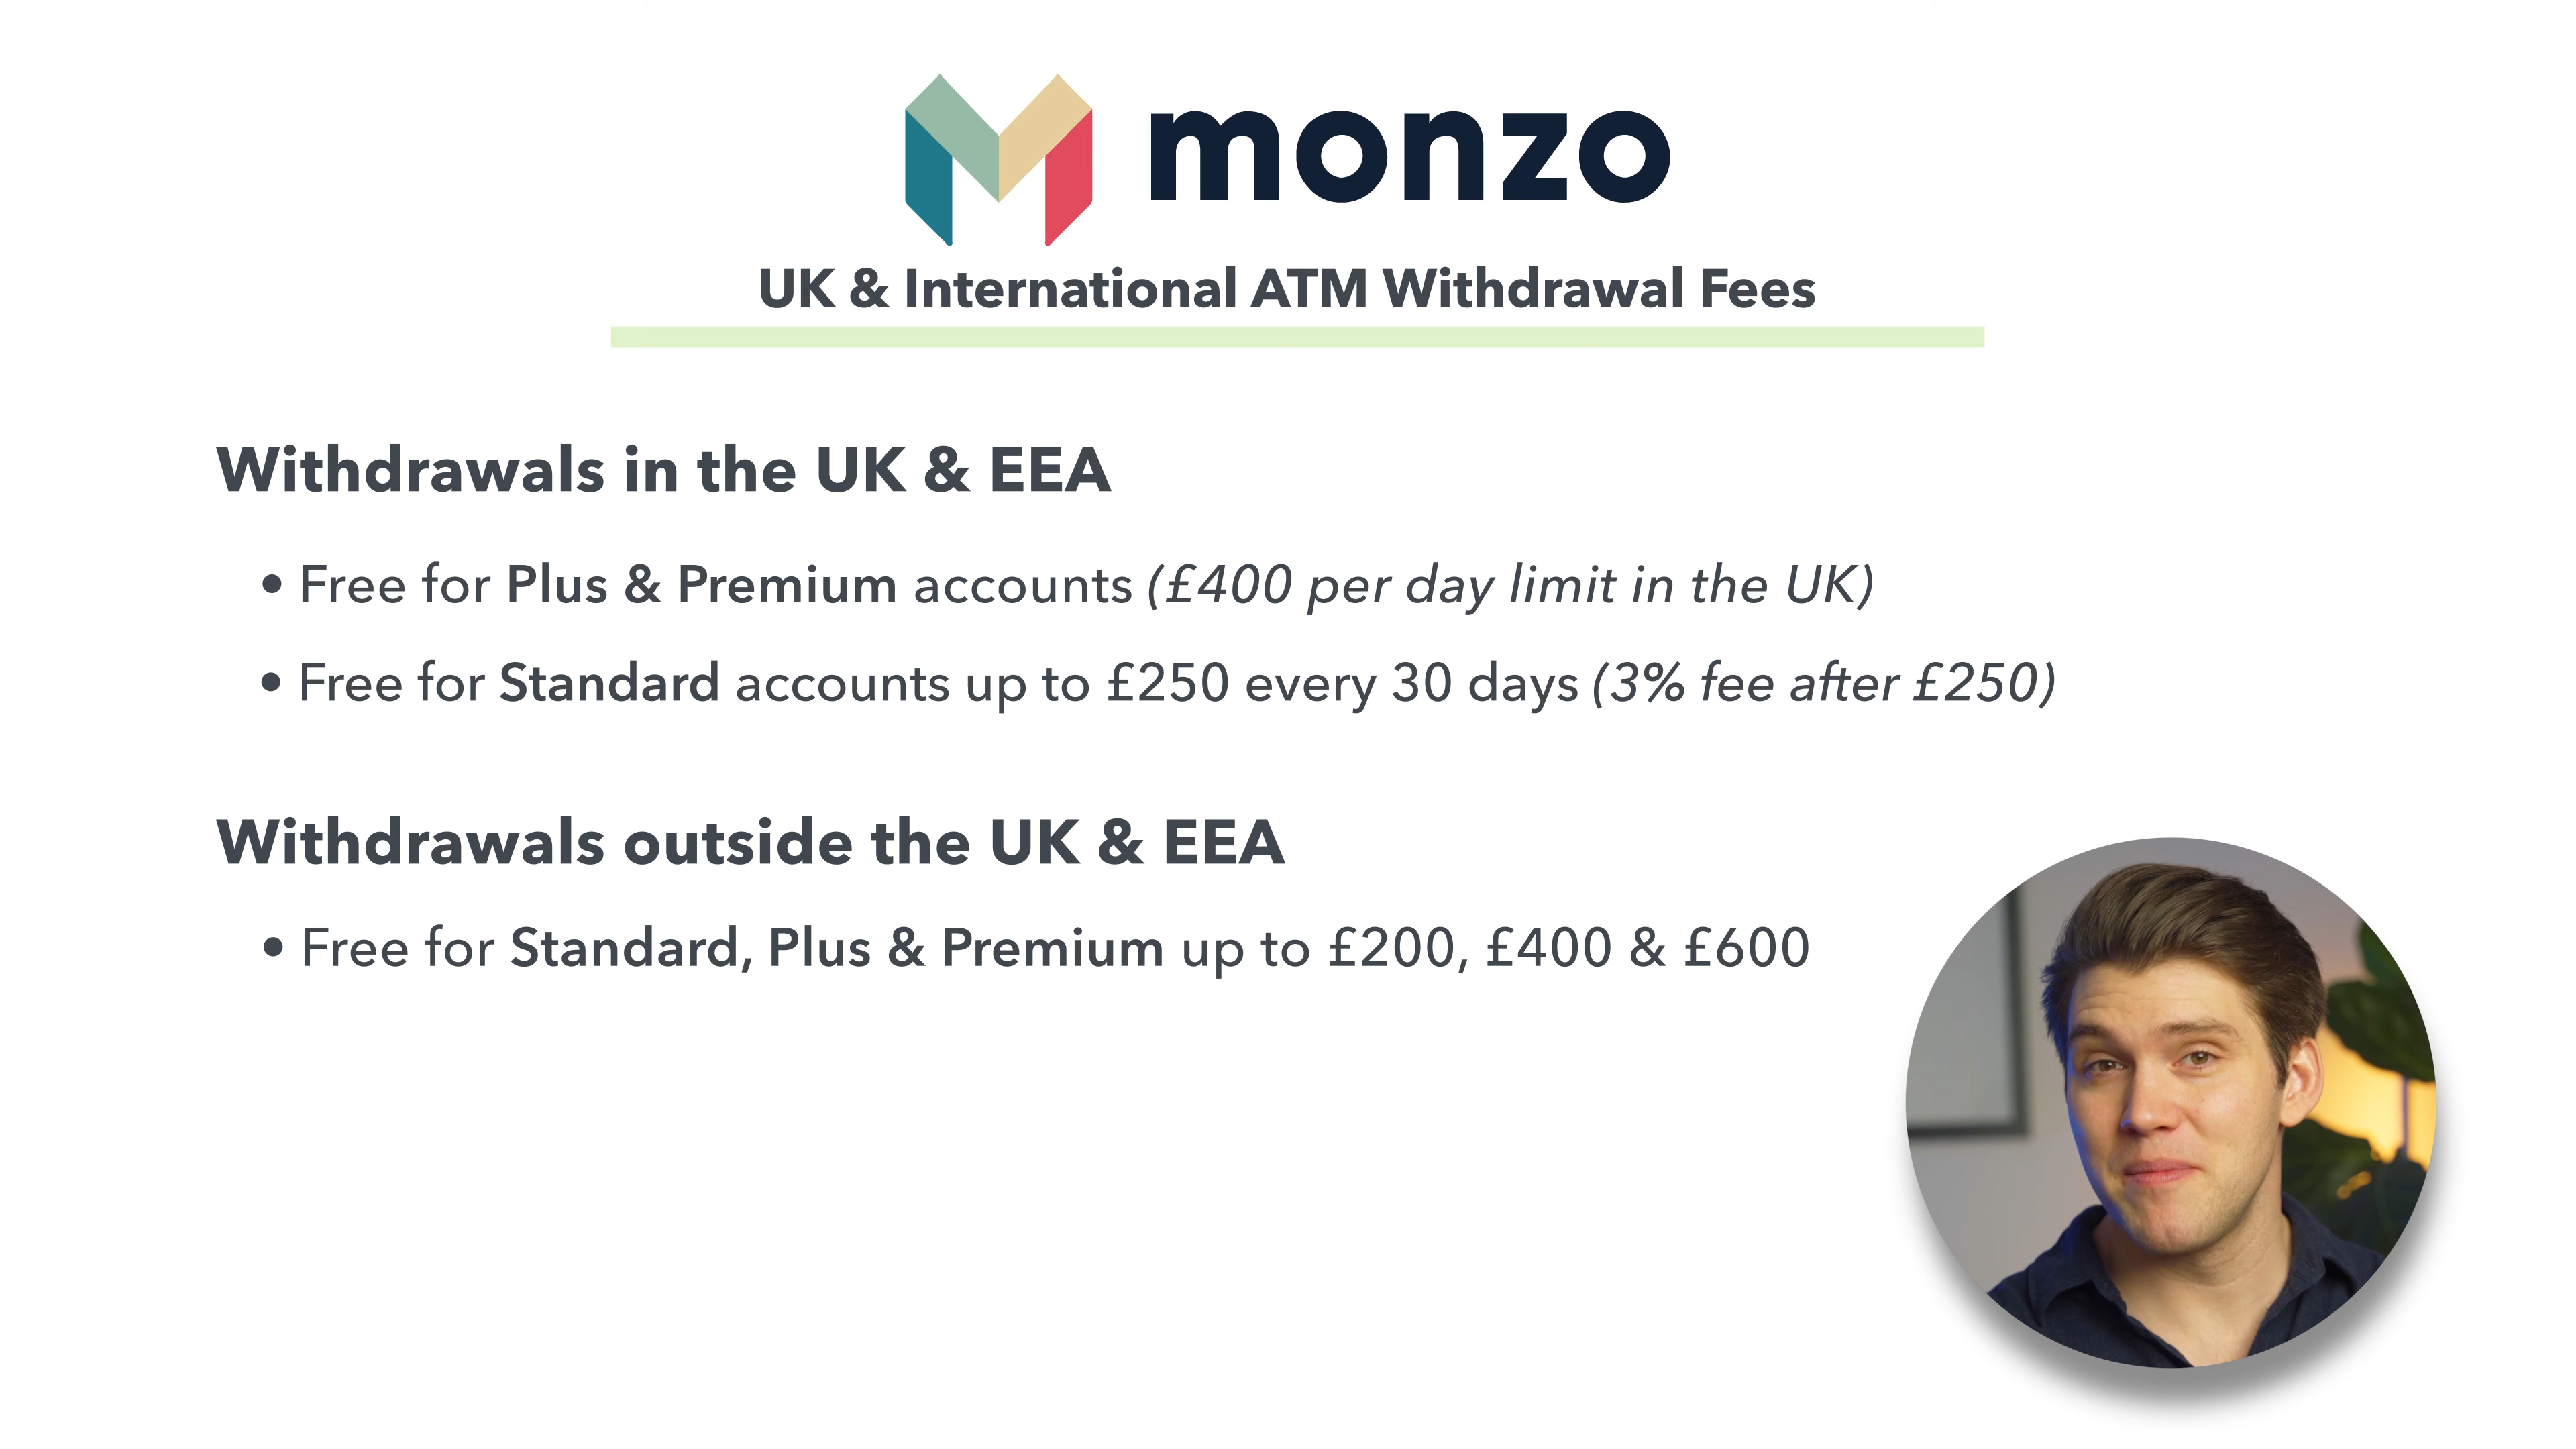 monzo
UK & International ATM Withdrawal Fees
Withdrawals in the UK & EEA
• Free for Plus & Premium accounts (£400 per day limit in the UK)
• Free for Standard accounts up to £250 every 30 days (3% fee after £250)
Withdrawals outside the UK & EEA
• Free for Standard, Plus & Premium up to £200, £400 & £600